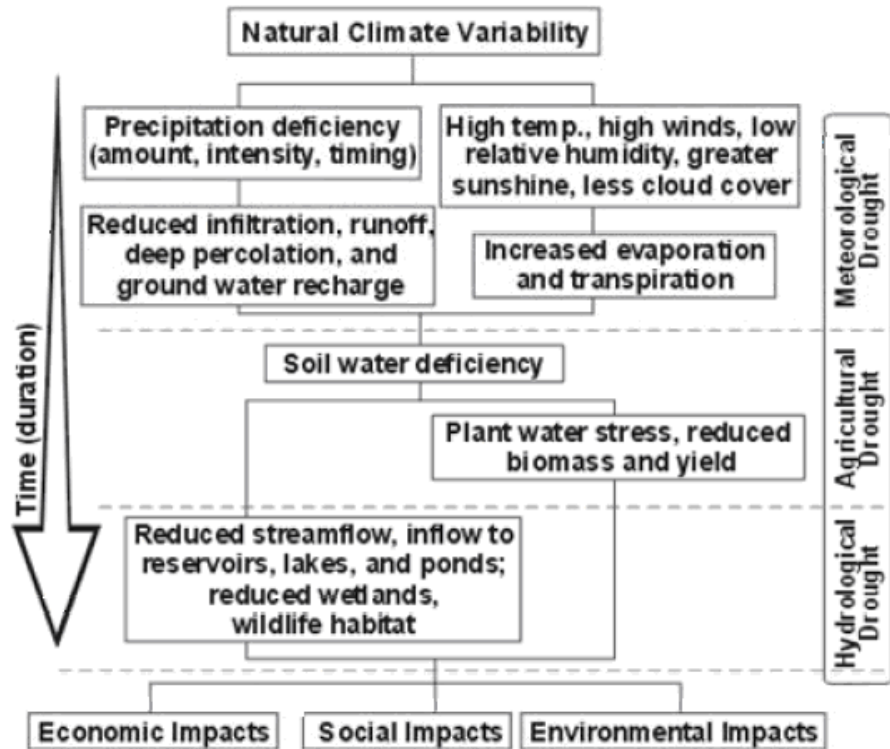 Natural Climate Variability
Precipitation deficiency
(amount, intensity, timing)
High temp., high winds, low
relative humidity, greater
sunshine, less cloud cover
Reduced infiltration, runoff,
deep percolation, and
ground water recharge
Increased evaporation
and transpiration
Meteorological
Drought
Soil water deficiency
Plant water stress, reduced
biomass and yield
Agricultural
Drought
Time (duration)
Reduced streamflow, inflow to
reservoirs, lakes, and ponds;
reduced wetlands,
wildlife habitat
Hydrological
Drought
Economic Impacts
Social Impacts
Environmental Impacts